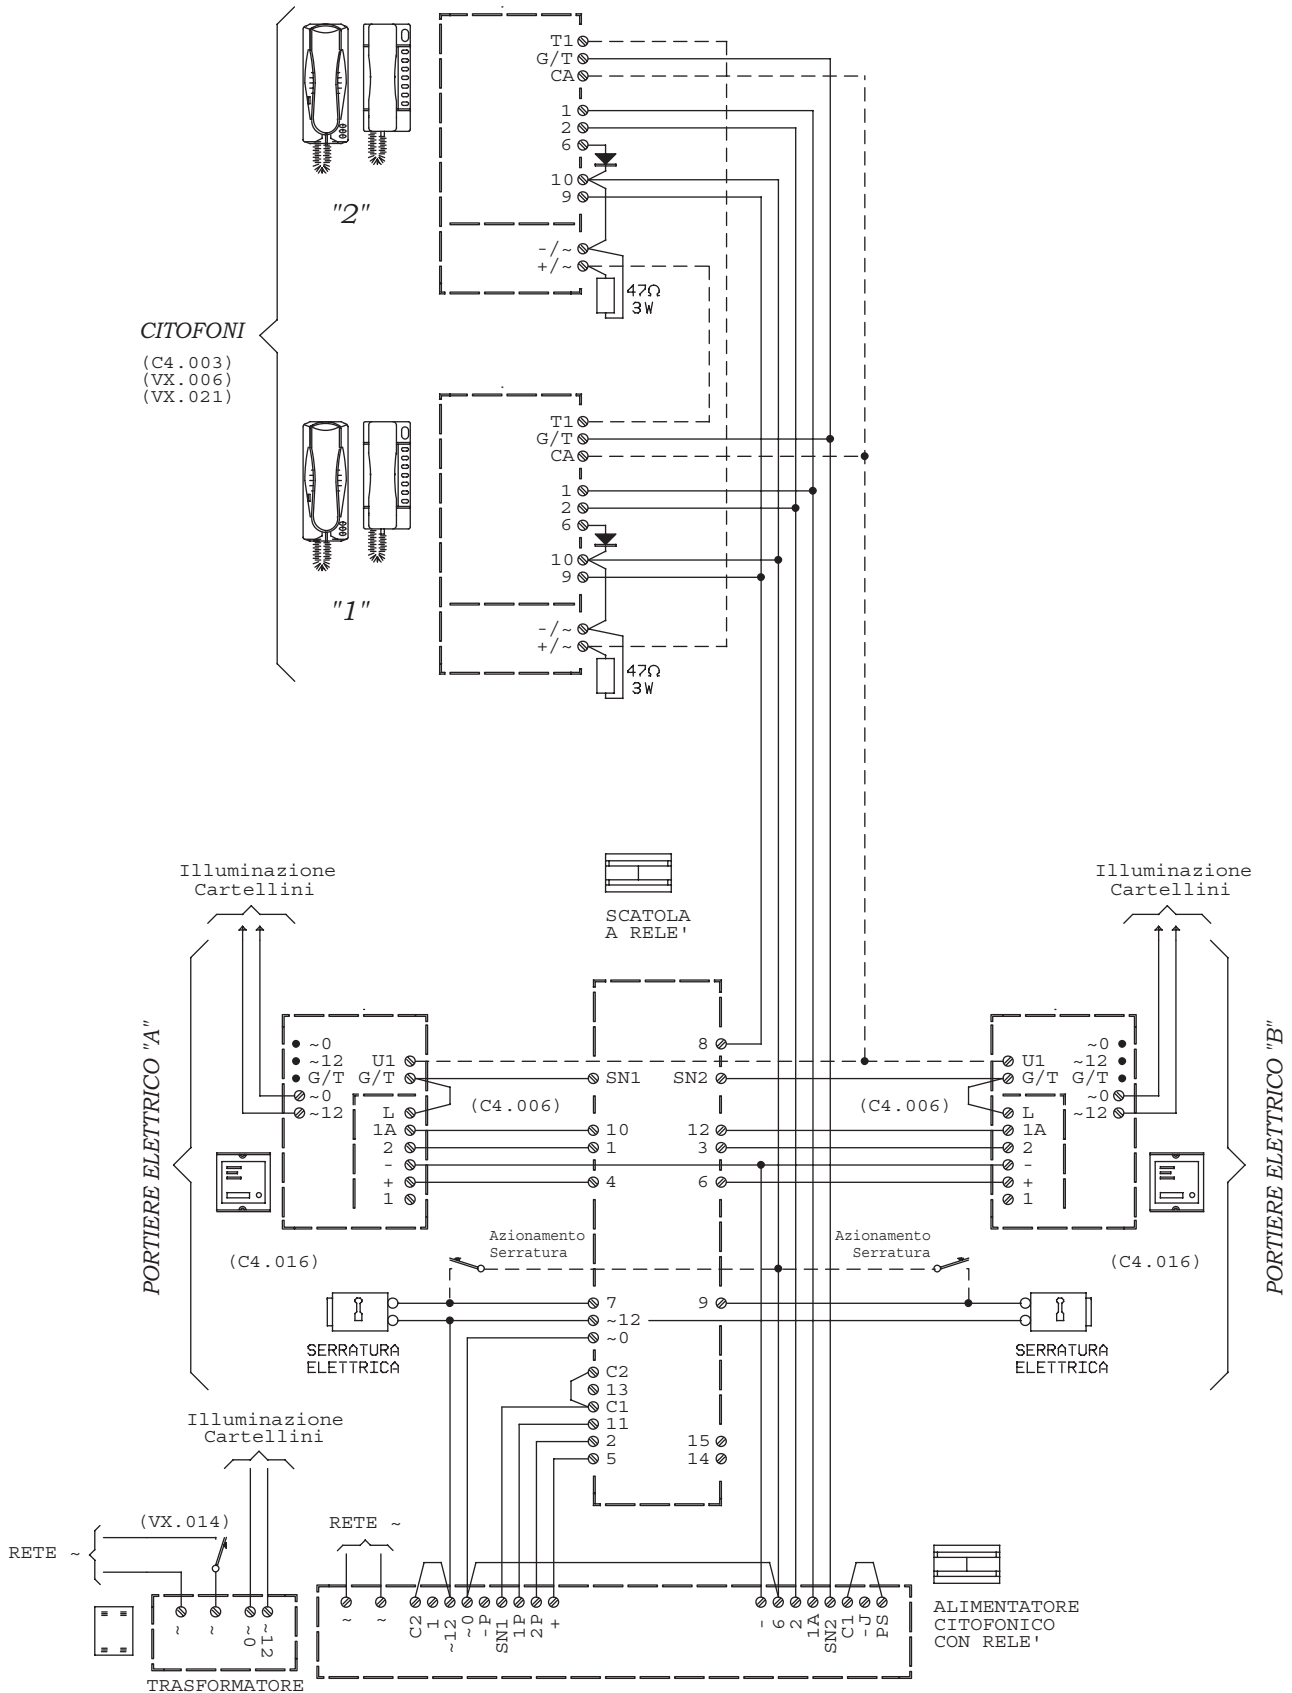 T1
G/T
CA
1
2
6
10
9
-/~
+/~
47Ω
3W
"2"
CITOFONI
(C4.003)
(VX.006)
(VX.021)
T1
G/T
CA
1
2
6
10
9
-/~
+/~
47Ω
3W
"1"
Illuminazione
Cartellini
SCATOLA
A RELE'
Illuminazione
Cartellini
PORTIERE ELETTRICO "A"
~0
~12
G/T
~0
~12
U1
G/T
L
1A
2
-
+
1
(C4.006)
(C4.016)
8
SN1
SN2
10
12
1
3
4
6
7
9
~12
~0
C2
13
C1
11
2
15
5
14
(C4.006)
U1
G/T
L
1A
2
-
+
1
~0
~12
G/T
~0
~12
(C4.016)
PORTIERE ELETTRICO "B"
Azionamento
Serratura
Azionamento
Serratura
SERRATURA
ELETTRICA
SERRATURA
ELETTRICA
Illuminazione
Cartellini
(VX.014)
RETE ~
RETE ~
~
~
~0
~12
TRASFORMATORE
~
~
C2
1
~12
~0
-P
SN1
1P
2P
+
-
6
2
1A
SN2
C1
-J
PS
ALIMENTATORE
CITOFONICO
CON RELE'